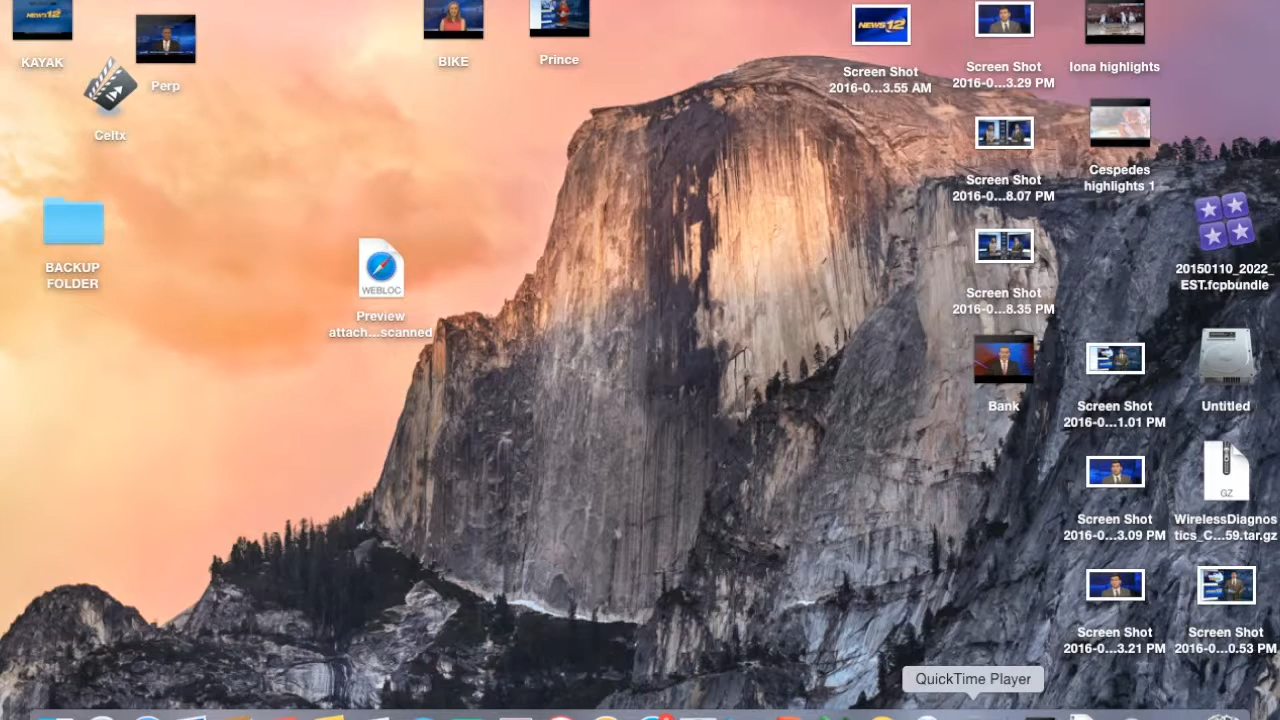 NEWS 12
KAYAK
Perp
Celtx
BIKE
Prince
NEWS 12
Screen Shot
2016-0...3.55 AM
Screen Shot
2016-0...3.29 PM
Iona highlights
Screen Shot
2016-0...8.07 PM
Cespedes
highlights 1
BACKUP
FOLDER
WEBLOC
Preview
attach...scanned
Screen Shot
2016-0...8.35 PM
20150110_2022_
EST.fcpbundle
Bank
Screen Shot
2016-0...1.01 PM
Untitled
GZ
Screen Shot
2016-0...3.09 PM
WirelessDiagnos
tics_C...59.tar.gz
Screen Shot
2016-0...3.21 PM
Screen Shot
2016-0...0.53 PM
QuickTime Player